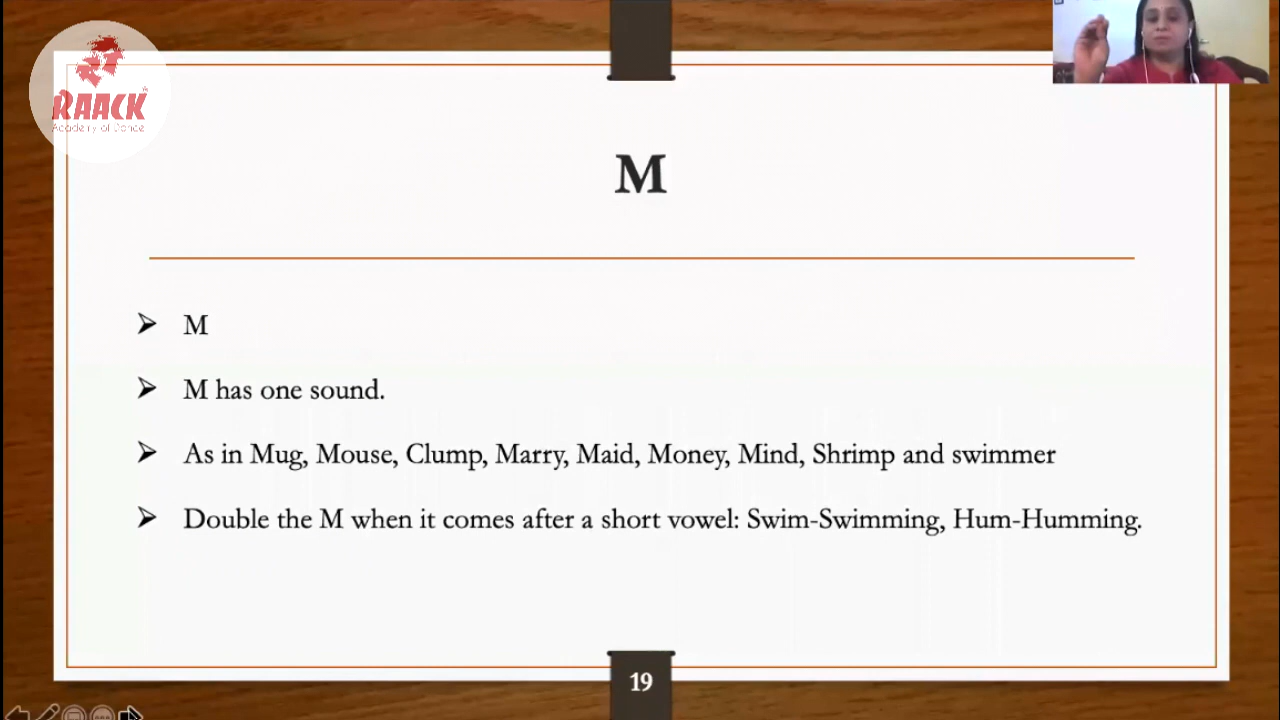 RAACK
Academy of Dance
M
M
M has one sound.
As in Mug, Mouse, Clump, Marry, Maid, Money, Mind, Shrimp and swimmer
Double the M when it comes after a short vowel: Swim-Swimming, Hum-Humming.
19